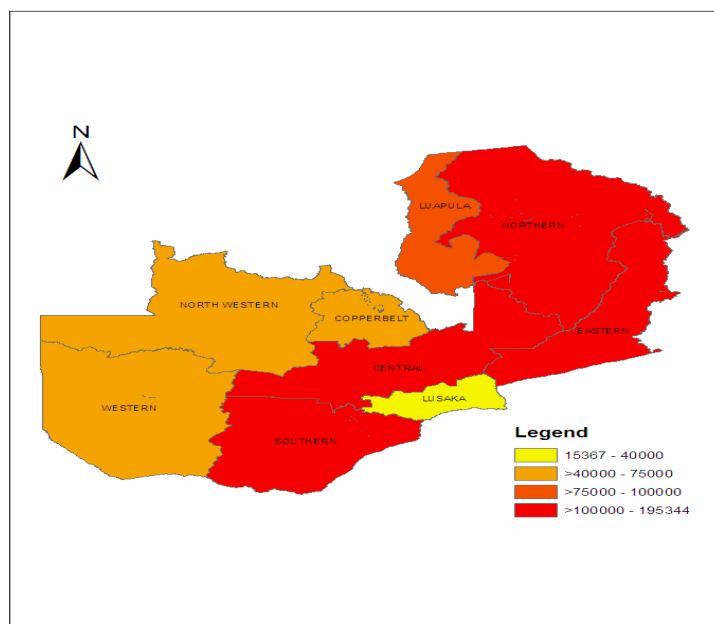 N
LUAPULA
NORTHERN
NORTH WESTERN
COPPERBELT
EASTERN
CENTRAL
LUSAKA
WESTERN
SOUTHERN
Legend
15367 - 40000
>40000 - 75000
>75000 - 100000
>100000 - 195344